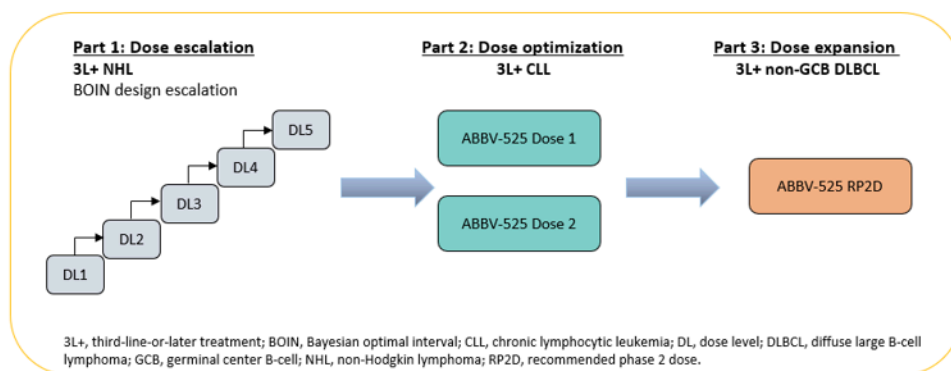 Part 1: Dose escalation
3L+ NHL
BOIN design escalation
DL1
DL2
DL3
DL4
DL5
Part 2: Dose optimization
3L+ CLL
ABBV-525 Dose 1
ABBV-525 Dose 2
Part 3: Dose expansion
3L+ non-GCB DLBCL
ABBV-525 RP2D
3L+, third-line-or-later treatment; BOIN, Bayesian optimal interval; CLL, chronic lymphocytic leukemia; DL, dose level; DLBCL, diffuse large B-cell
lymphoma; GCB, germinal center B-cell; NHL, non-Hodgkin lymphoma; RP2D, recommended phase 2 dose.